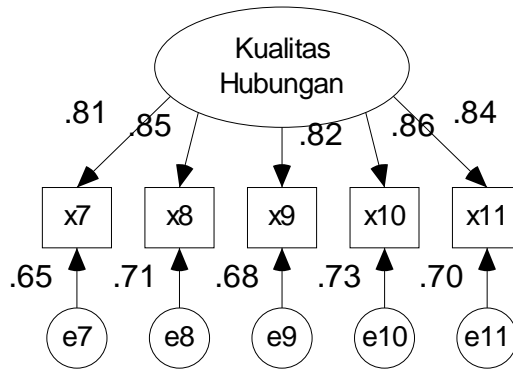 Kualitas
Hubungan
.81
.85
.82
.86
.84
x7
x8
x9
x10
x11
.65
.71
.68
.73
.70
e7
e8
e9
e10
e11